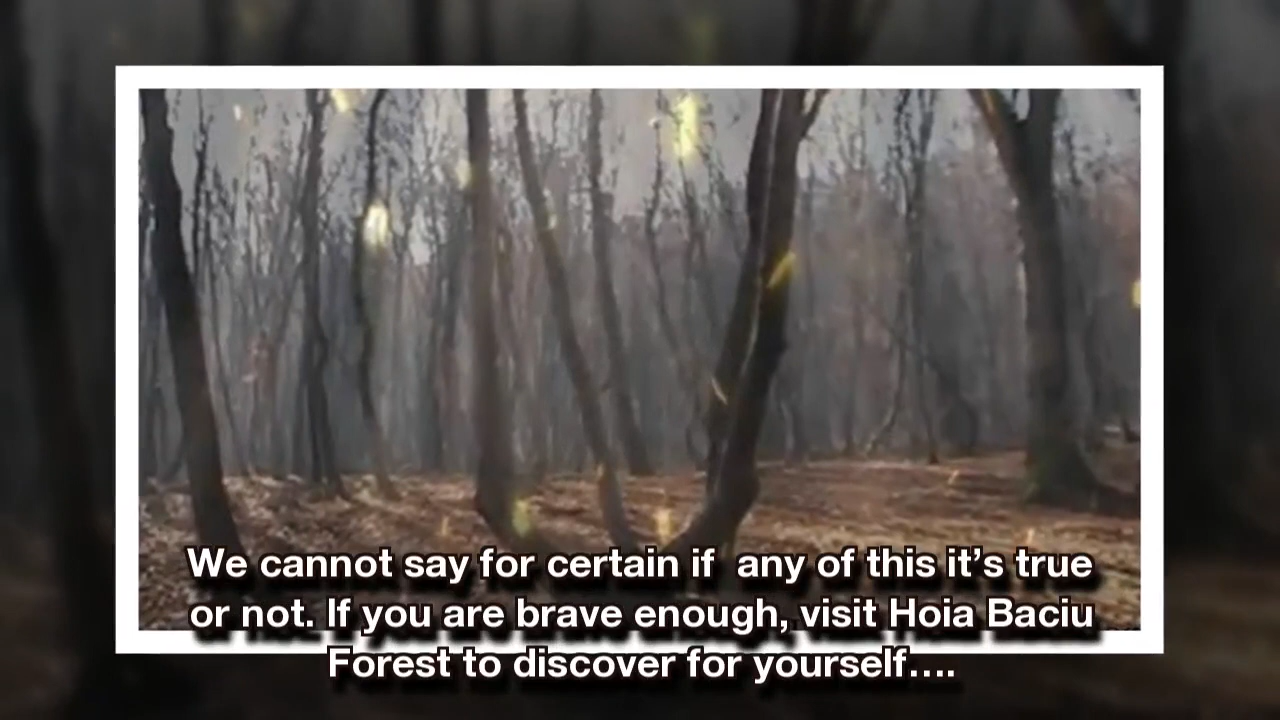 We cannot say for certain if  any of this it’s true
or not. If you are brave enough, visit Hoia Baciu
Forest to discover for yourself….